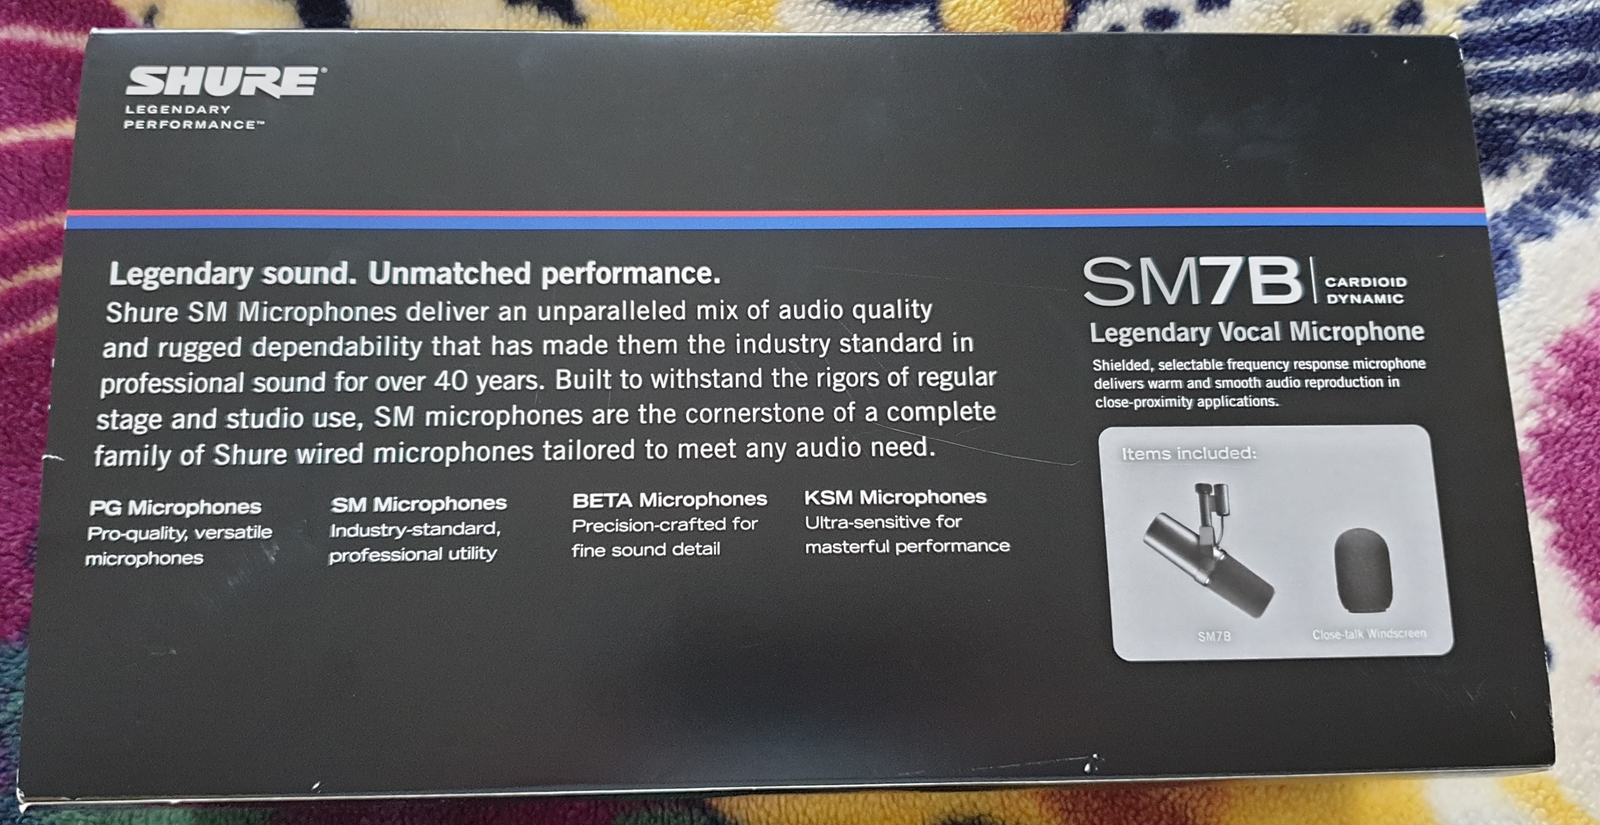 SHURE®
LEGENDARY
PERFORMANCE™
Legendary sound. Unmatched performance.
Shure SM Microphones deliver an unparalleled mix of audio quality
and rugged dependability that has made them the industry standard in
professional sound for over 40 years. Built to withstand the rigors of regular
stage and studio use, SM microphones are the cornerstone of a complete
family of Shure wired microphones tailored to meet any audio need.
PG Microphones
Pro-quality, versatile
microphones
SM Microphones
Industry-standard,
professional utility
BETA Microphones
Precision-crafted for
fine sound detail
KSM Microphones
Ultra-sensitive for
masterful performance
SM7B
CARDIOID
DYNAMIC
Legendary Vocal Microphone
Shielded, selectable frequency response microphone
delivers warm and smooth audio reproduction in
close-proximity applications.
Items included:
SM7B
Close-talk Windscreen